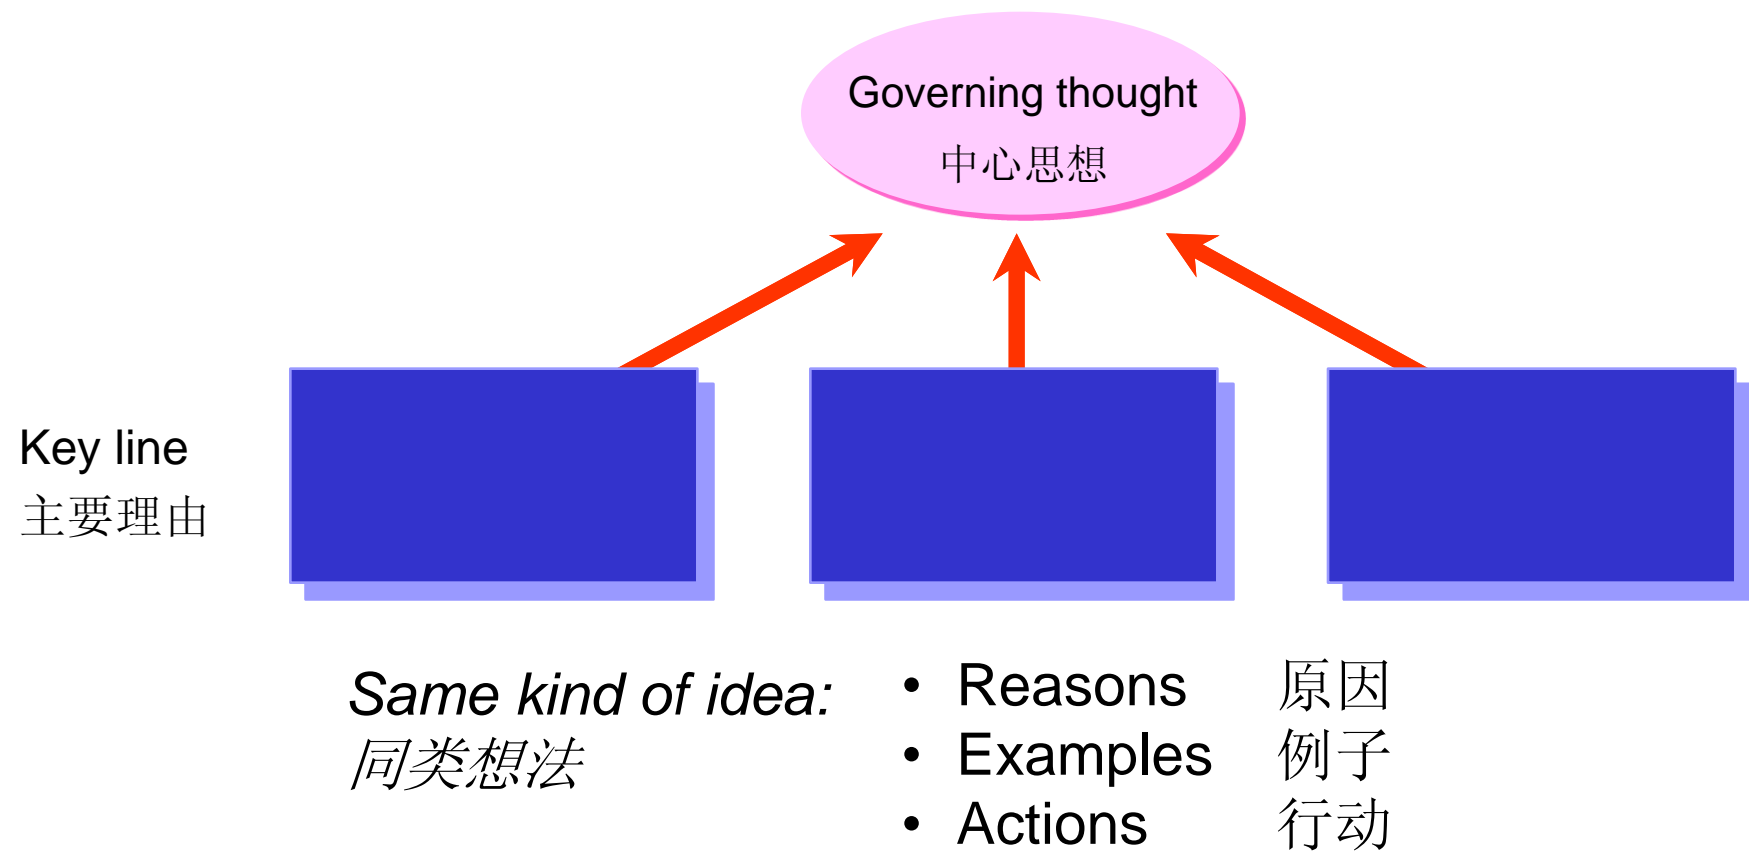 Governing thought
中心思想
Key line
主要理由
Same kind of idea:
同类想法
• Reasons 原因
• Examples 例子
• Actions 行动